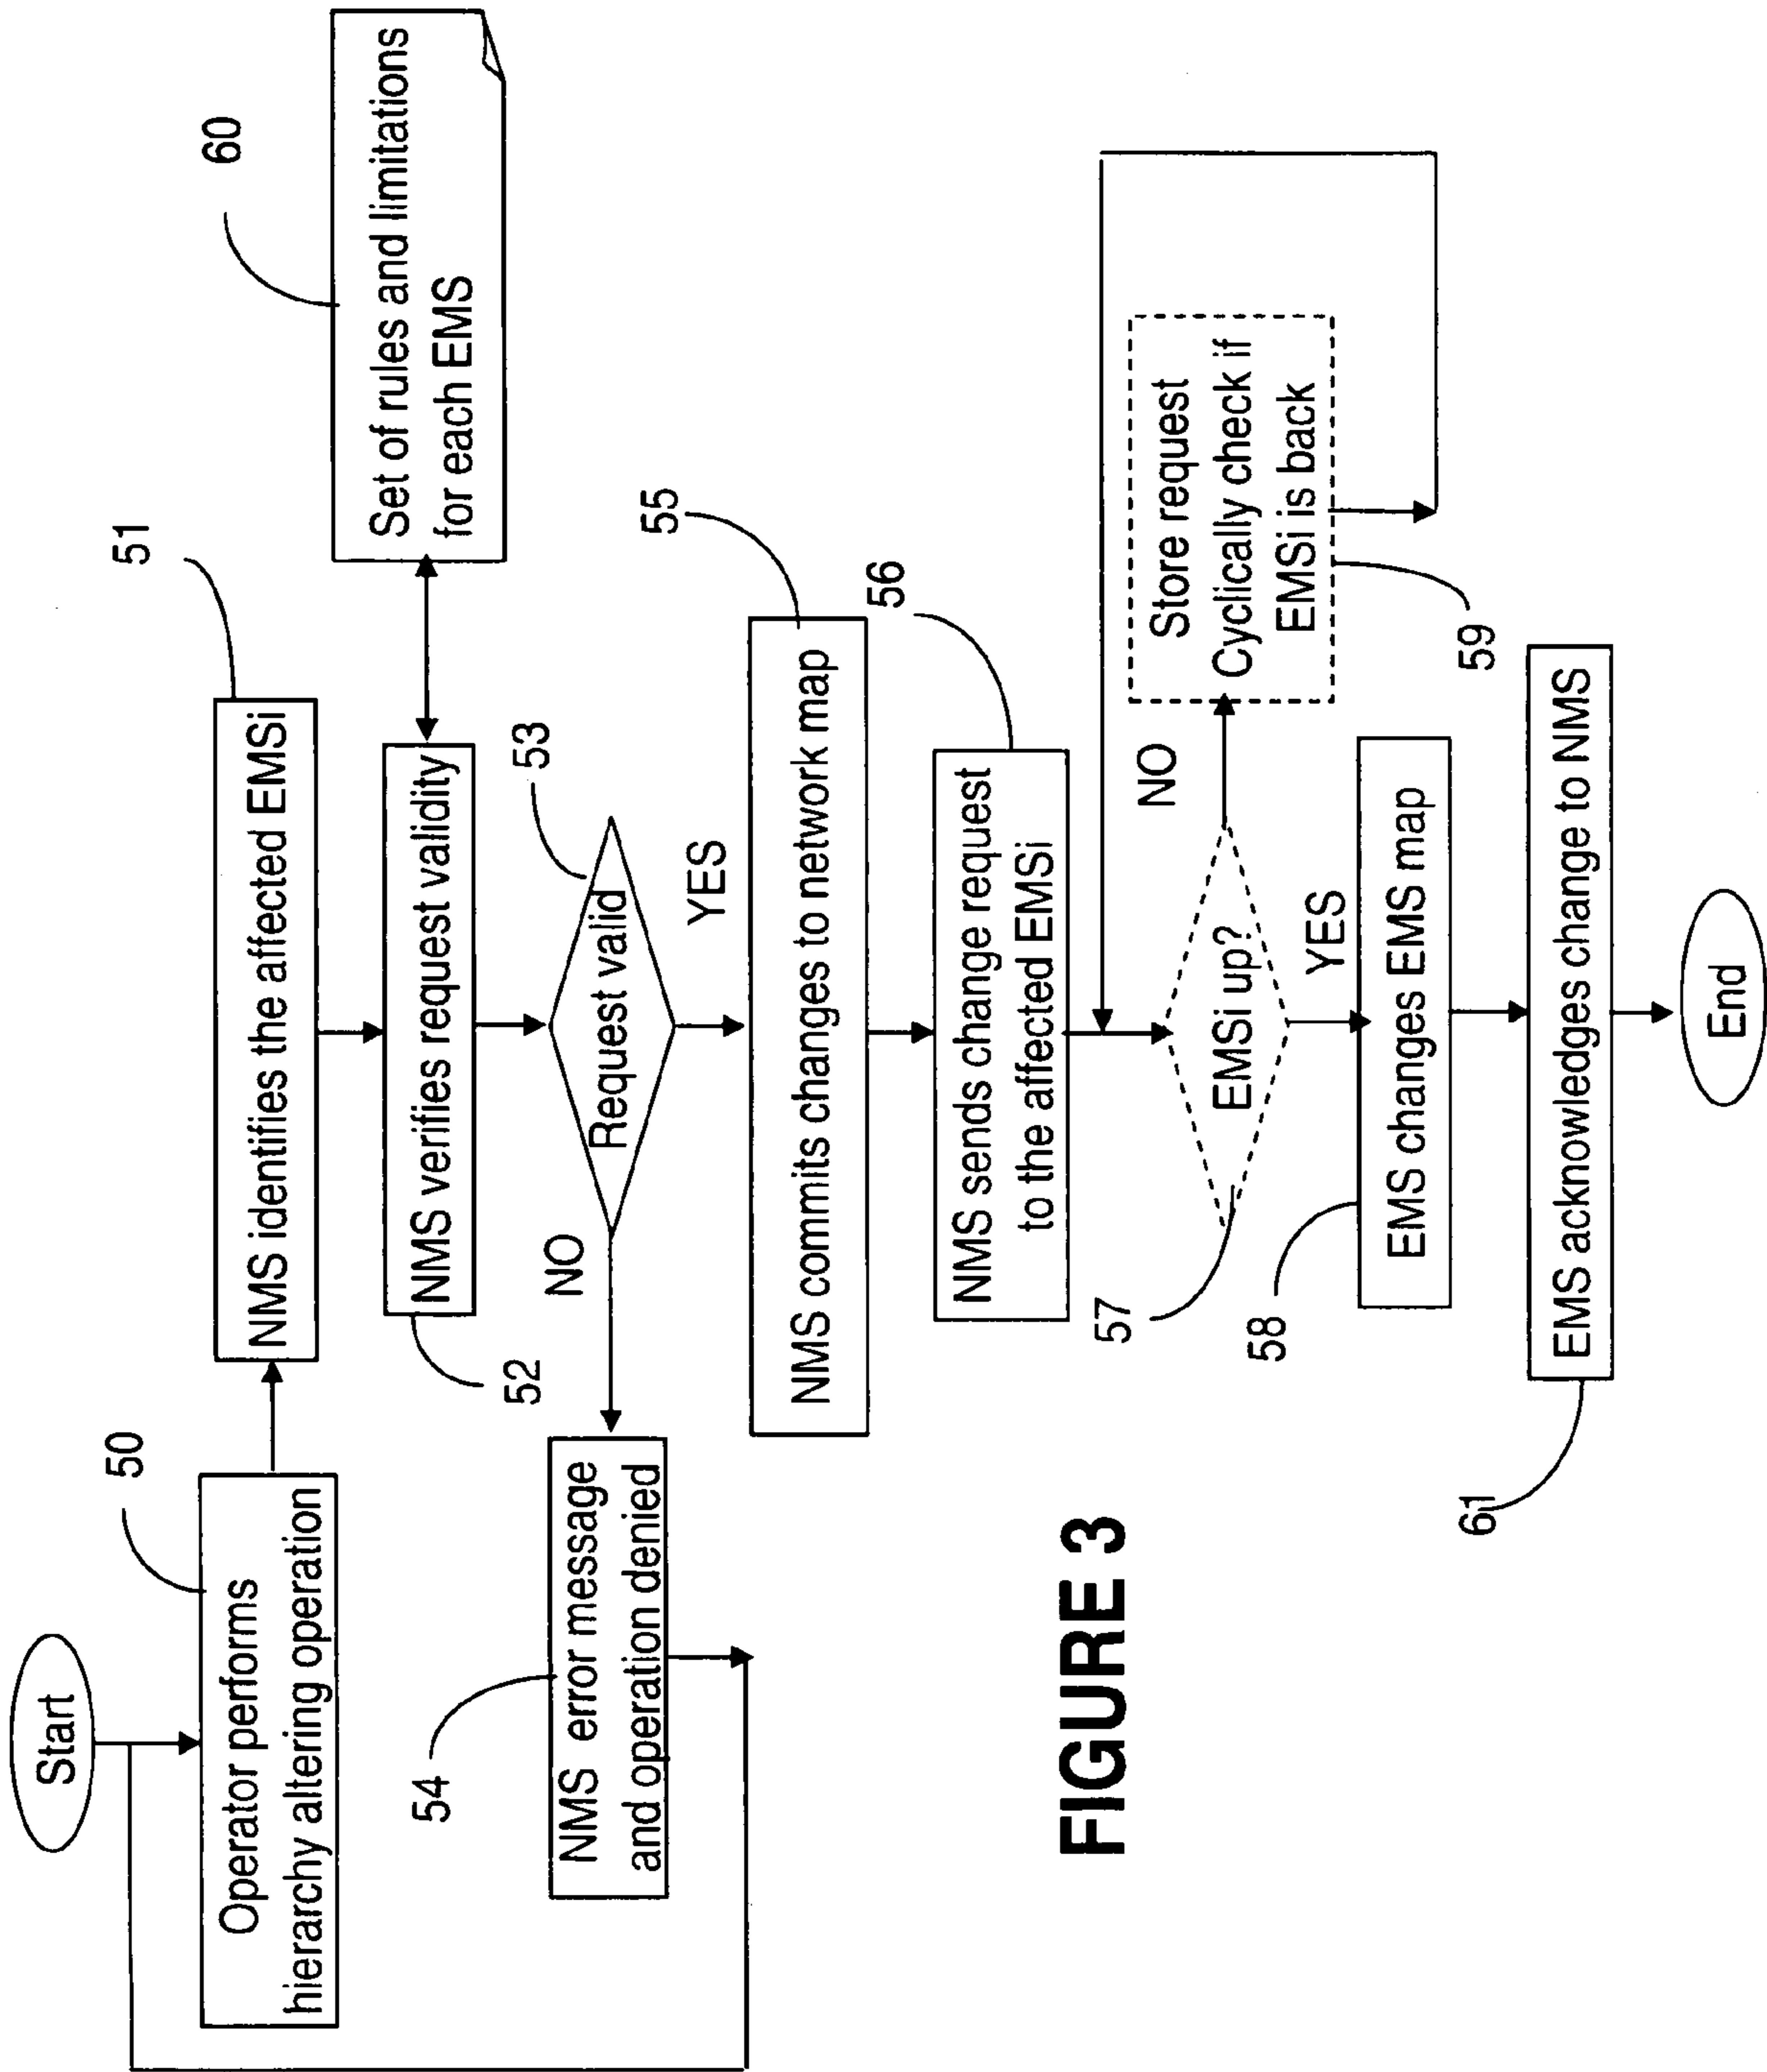 Start
50
Operator performs
hierarchy altering operation
51
NMS identifies the affected EMSi
52
NMS verifies request validity
60
Set of rules and limitations
for each EMS
53
Request valid
NO
54
NMS error message
and operation denied
YES
55
NMS commits changes to network map
56
NMS sends change request
to the affected EMSi
57
EMSi up?
NO
Store request
Cyclically check if
EMSi is back
59
YES
58
EMS changes EMS map
61
EMS acknowledges change to NMS
End
FIGURE 3